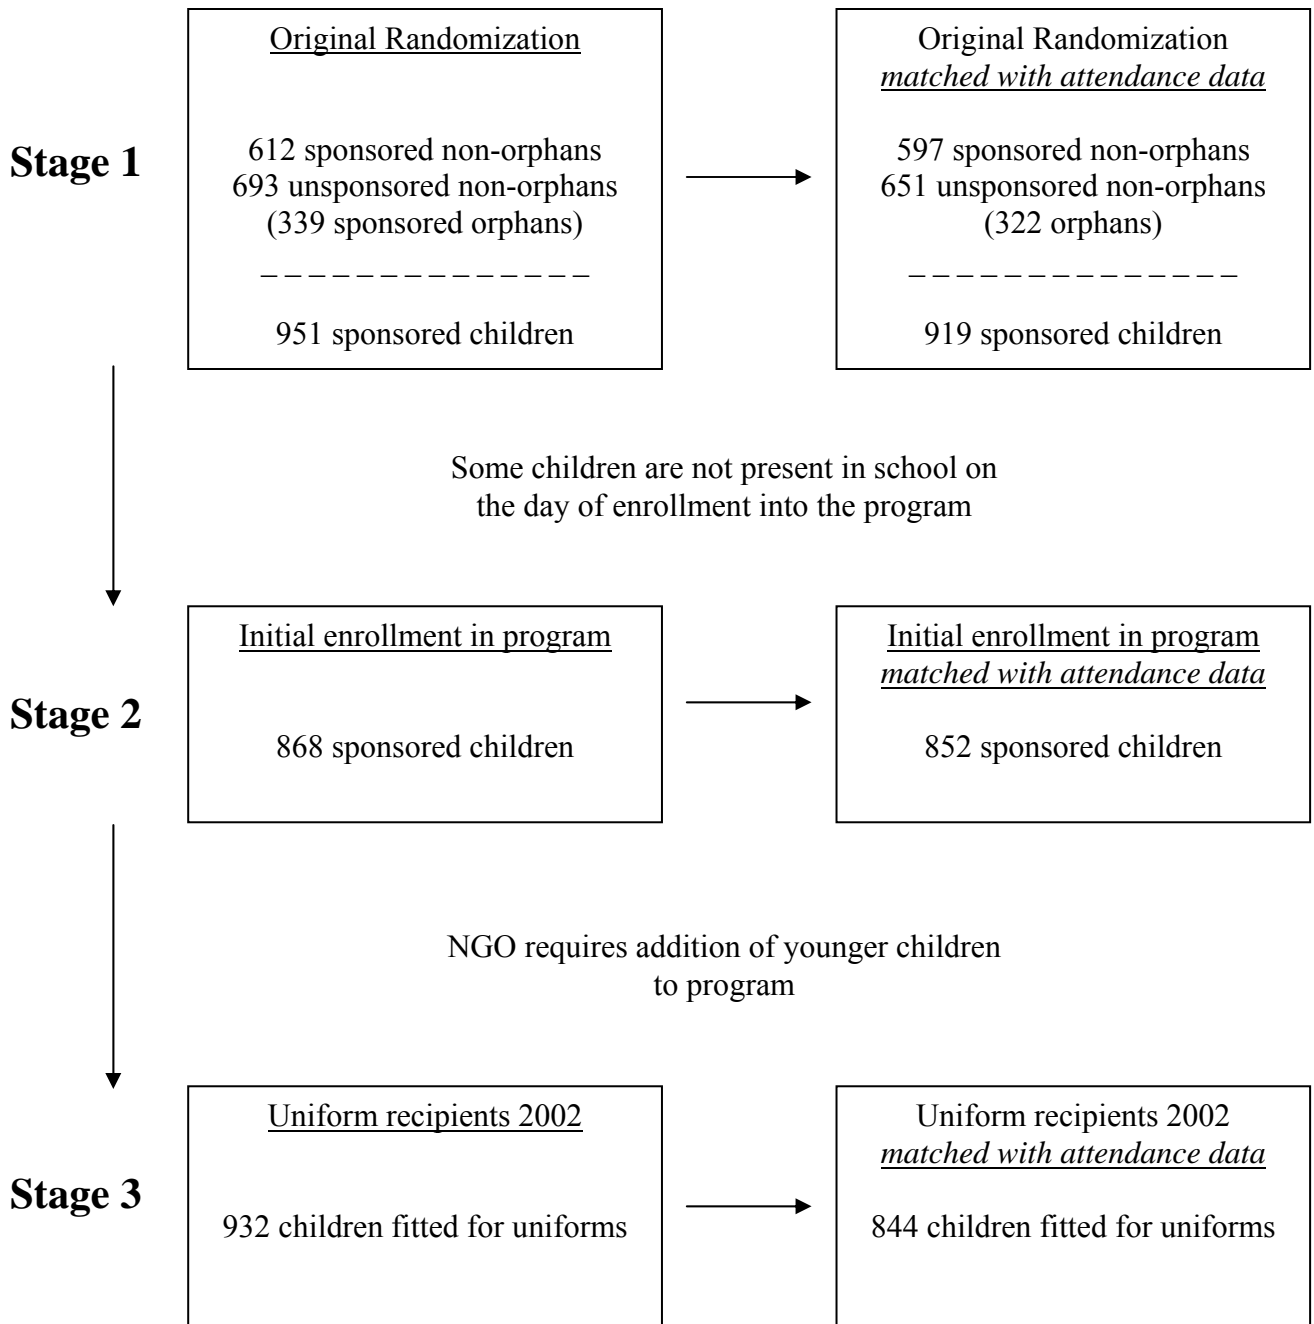 Stage 1
Original Randomization
612 sponsored non-orphans
693 unsponsored non-orphans
(339 sponsored orphans)
_ _ _ _ _ _ _ _ _ _ _ _ _ _
951 sponsored children
Original Randomization
matched with attendance data
597 sponsored non-orphans
651 unsponsored non-orphans
(322 orphans)
_ _ _ _ _ _ _ _ _ _ _ _ _ _
919 sponsored children
Some children are not present in school on
the day of enrollment into the program
Stage 2
Initial enrollment in program
868 sponsored children
Initial enrollment in program
matched with attendance data
852 sponsored children
NGO requires addition of younger children
to program
Stage 3
Uniform recipients 2002
932 children fitted for uniforms
Uniform recipients 2002
matched with attendance data
844 children fitted for uniforms